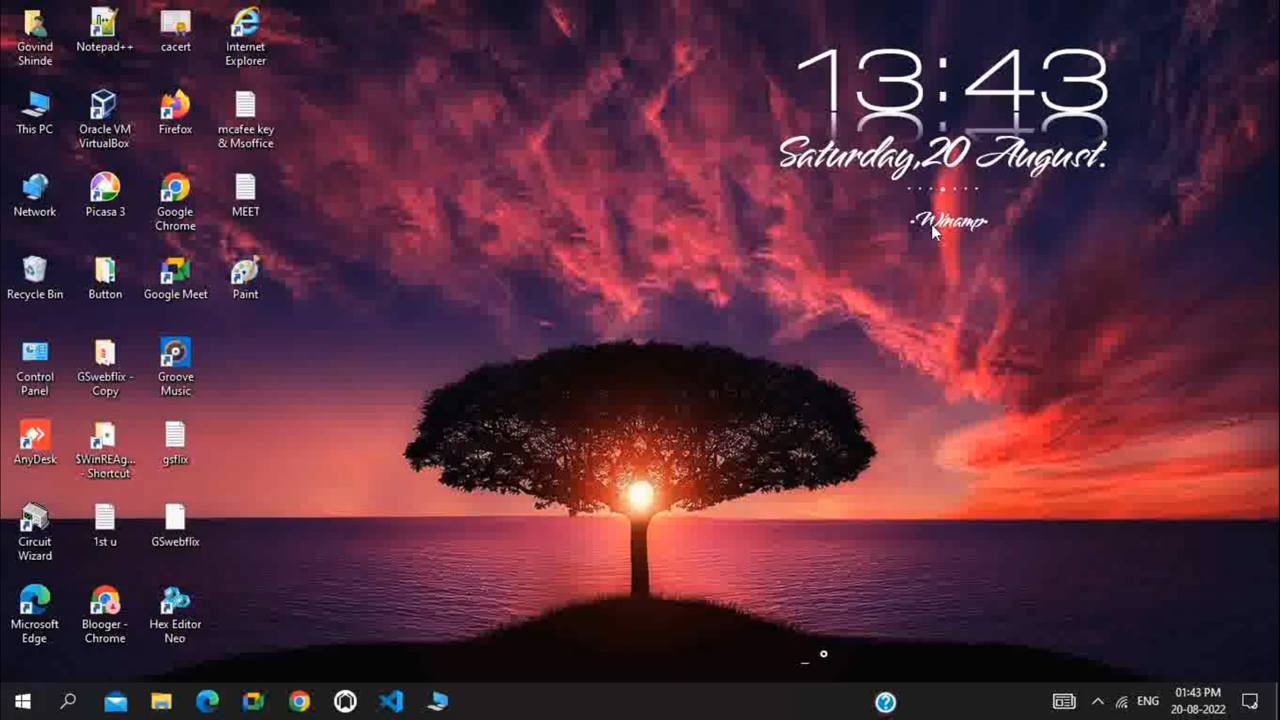 Govind
Shinde
Notepad++
cacert
Internet
Explorer
This PC
Oracle VM
VirtualBox
Firefox
mcafee key
& Msoffice
Network
Picasa 3
Google
Chrome
MEET
Recycle Bin
Button
Google Meet
Paint
Control
Panel
GSwebflix -
Copy
Groove
Music
AnyDesk
$WinREAg...
- Shortcut
gsflix
Circuit
Wizard
1st u
GSwebflix
Microsoft
Edge
Blooger -
Chrome
Hex Editor
Neo
13:43
Saturday,20 August.
·Winamp·
ENG
01:43 PM
20-08-2022